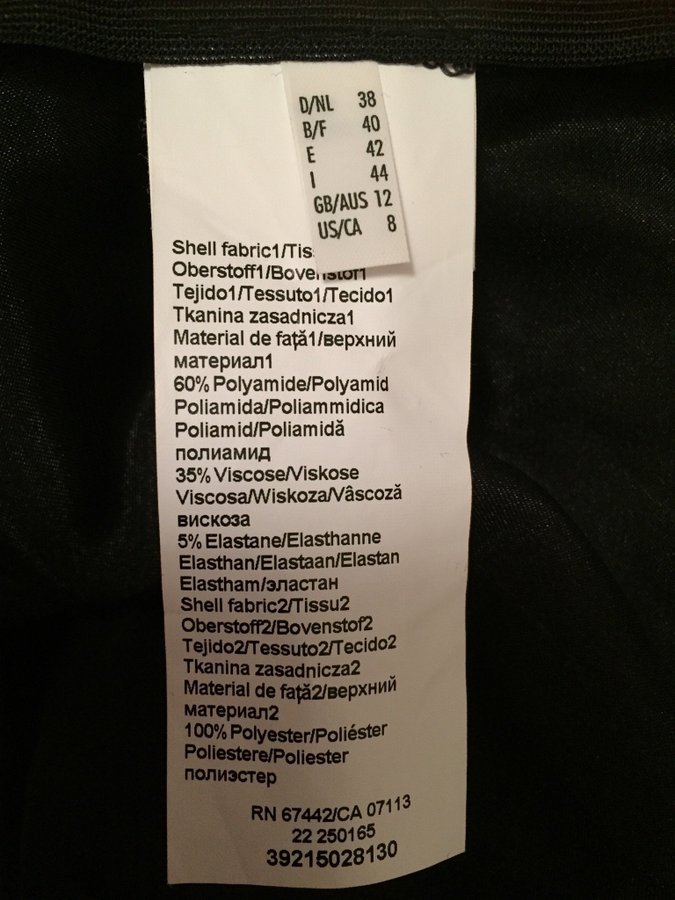 D/NL 38
B/F 40
E 42
I 44
GB/AUS 12
US/CA 8
Shell fabric1/Tis
Oberstoff1/Bovenstof1
Tejido1/Tessuto1/Tecido1
Tkanina zasadnicza1
Material de față1/верхний
материал1
60% Polyamide/Polyamid
Poliamida/Poliammidica
Poliamid/Poliamidă
полиамид
35% Viscose/Viskose
Viscosa/Wiskoza/Vâscoză
вискоза
5% Elastane/Elasthanne
Elasthan/Elastaan/Elastan
Elastham/эластан
Shell fabric2/Tissu2
Oberstoff2/Bovenstof2
Tejido2/Tessuto2/Tecido2
Tkanina zasadnicza2
Material de față2/верхний
материал2
100% Polyester/Poliéster
Poliestere/Poliester
полиэстер
RN 67442/CA 07113
22 250165
39215028130